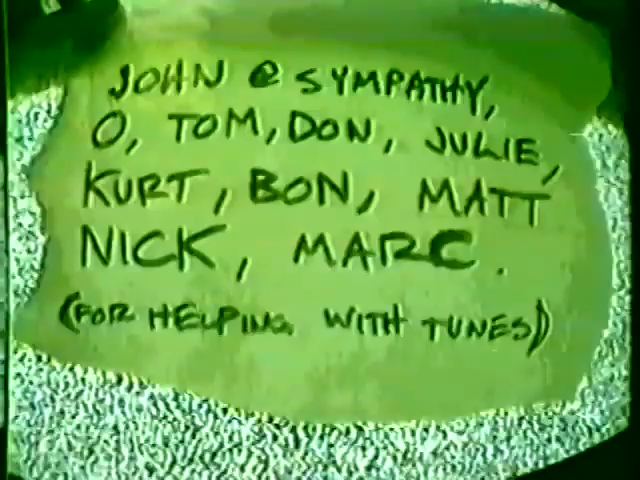 JOHN @ SYMPATHY,
O, TOM, DON, JULIE,
KURT, BON, MATT
NICK, MARC.
(FOR HELPING WITH TUNES)